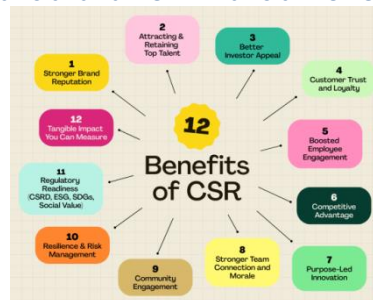 12
Benefits
of CSR
1
Stronger Brand
Reputation
2
Attracting &
Retaining
Top Talent
3
Better
Investor Appeal
4
Customer Trust
and Loyalty
5
Boosted
Employee
Engagement
6
Competitive
Advantage
7
Purpose-Led
Innovation
8
Stronger Team
Connection and
Morale
9
Community
Engagement
10
Resilience & Risk
Management
11
Regulatory
Readiness
(CSRD, ESG, SDGs,
Social Value)
12
Tangible Impact
You Can Measure